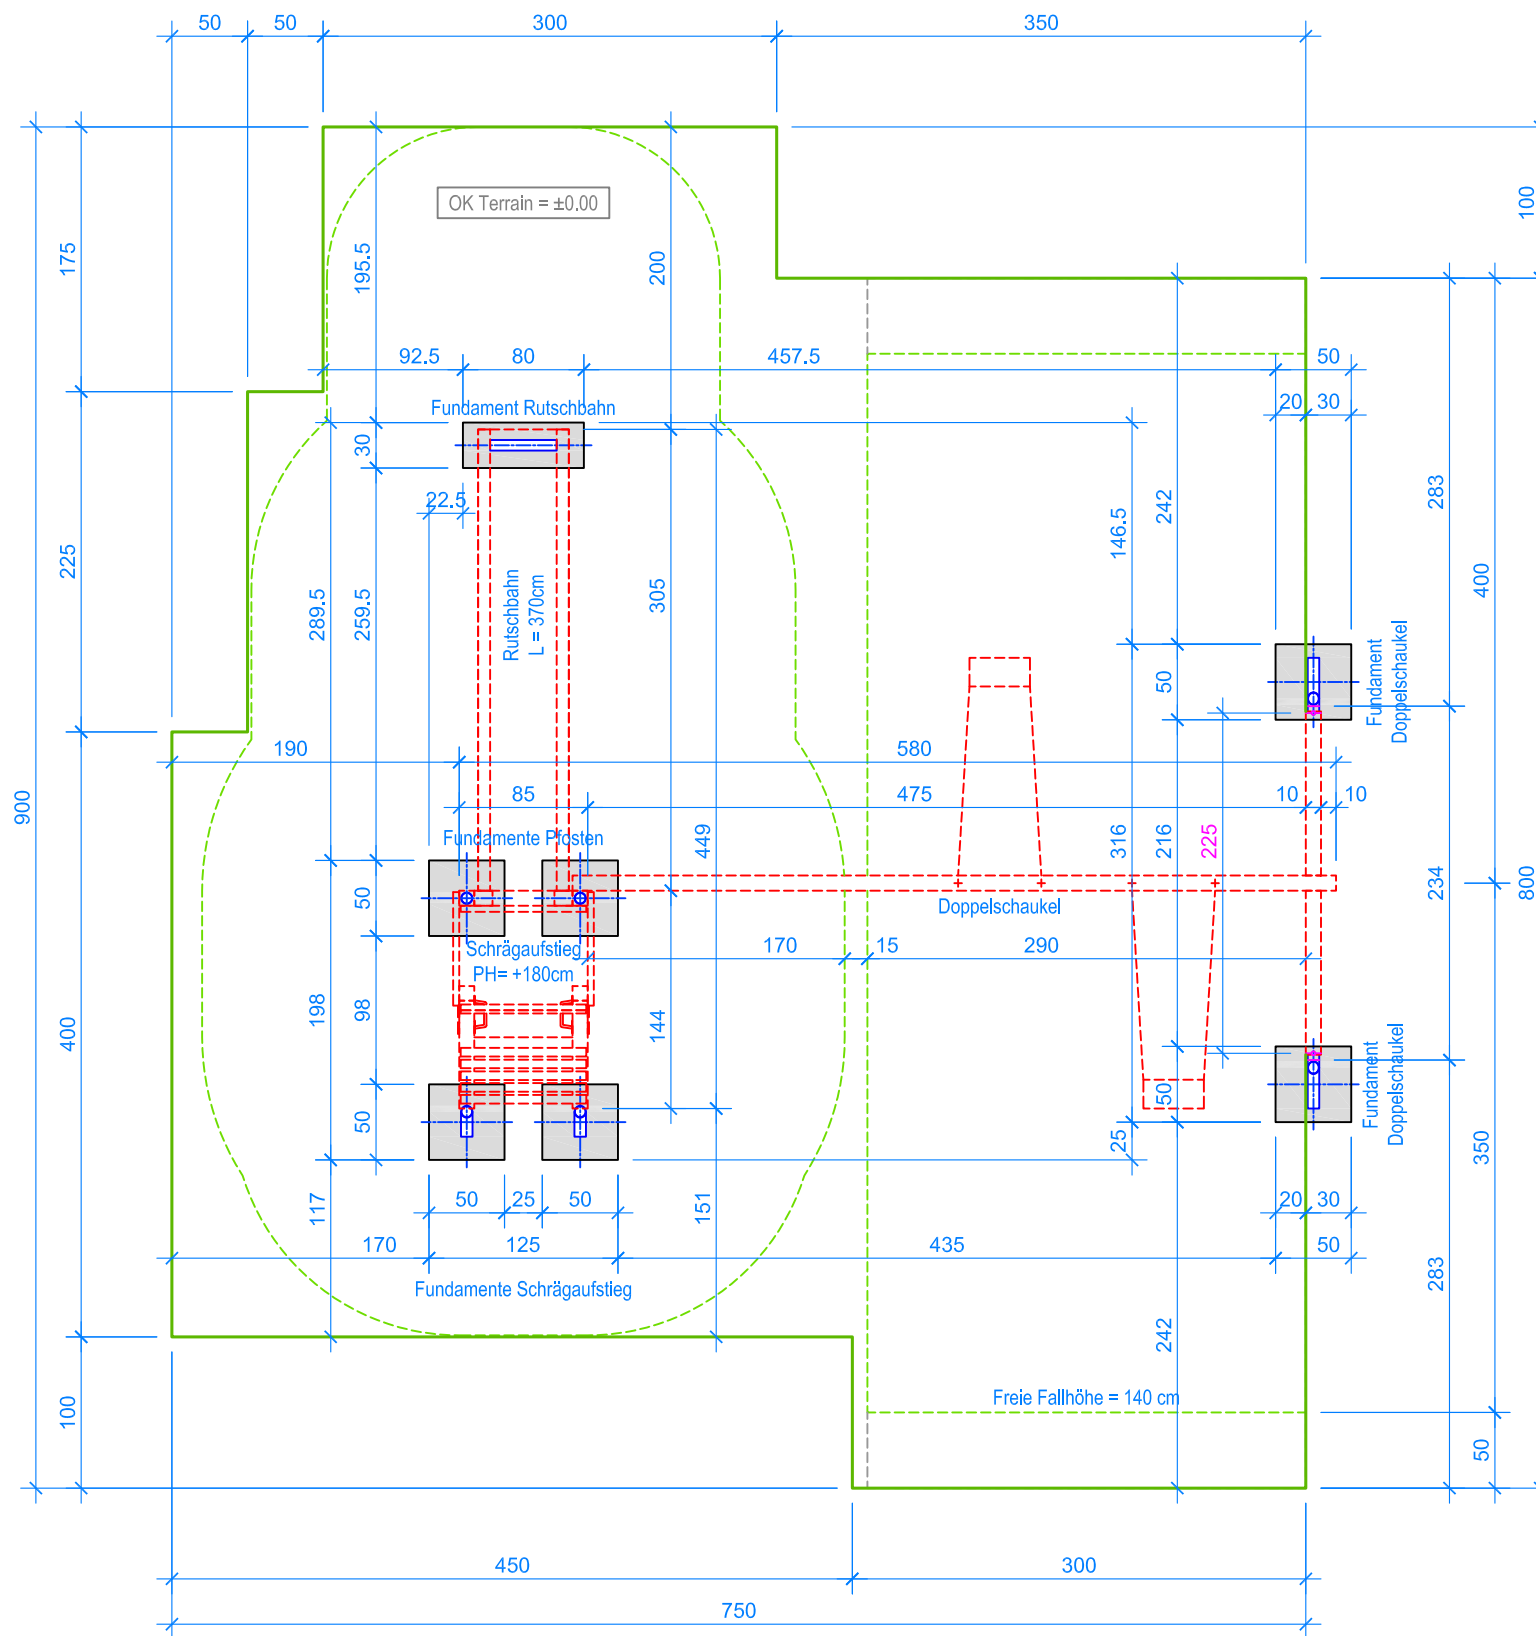 50 50 300 350
OK Terrain = ±0.00
100
175
195.5
200
92.5 80 457.5 50
20 30
Fundament Rutschbahn
30
22.5
283
242
146.5
225
289.5
259.5
305
400
Rutschbahn
L = 370cm
Fundament
Doppelschaukel
50
190 580
85 475 10 10
900
Fundamente Pfosten
449
316
216
225
234
800
50
Doppelschaukel
Schrägaufstieg
PH= +180cm
170 15 290
198
98
144
400
Fundament
Doppelschaukel
50
50
25
350
117
50 25 50
151
20 30
170 125 435 50
Fundamente Schrägaufstieg
283
242
100
Freie Fallhöhe = 140 cm
50
450 300
750